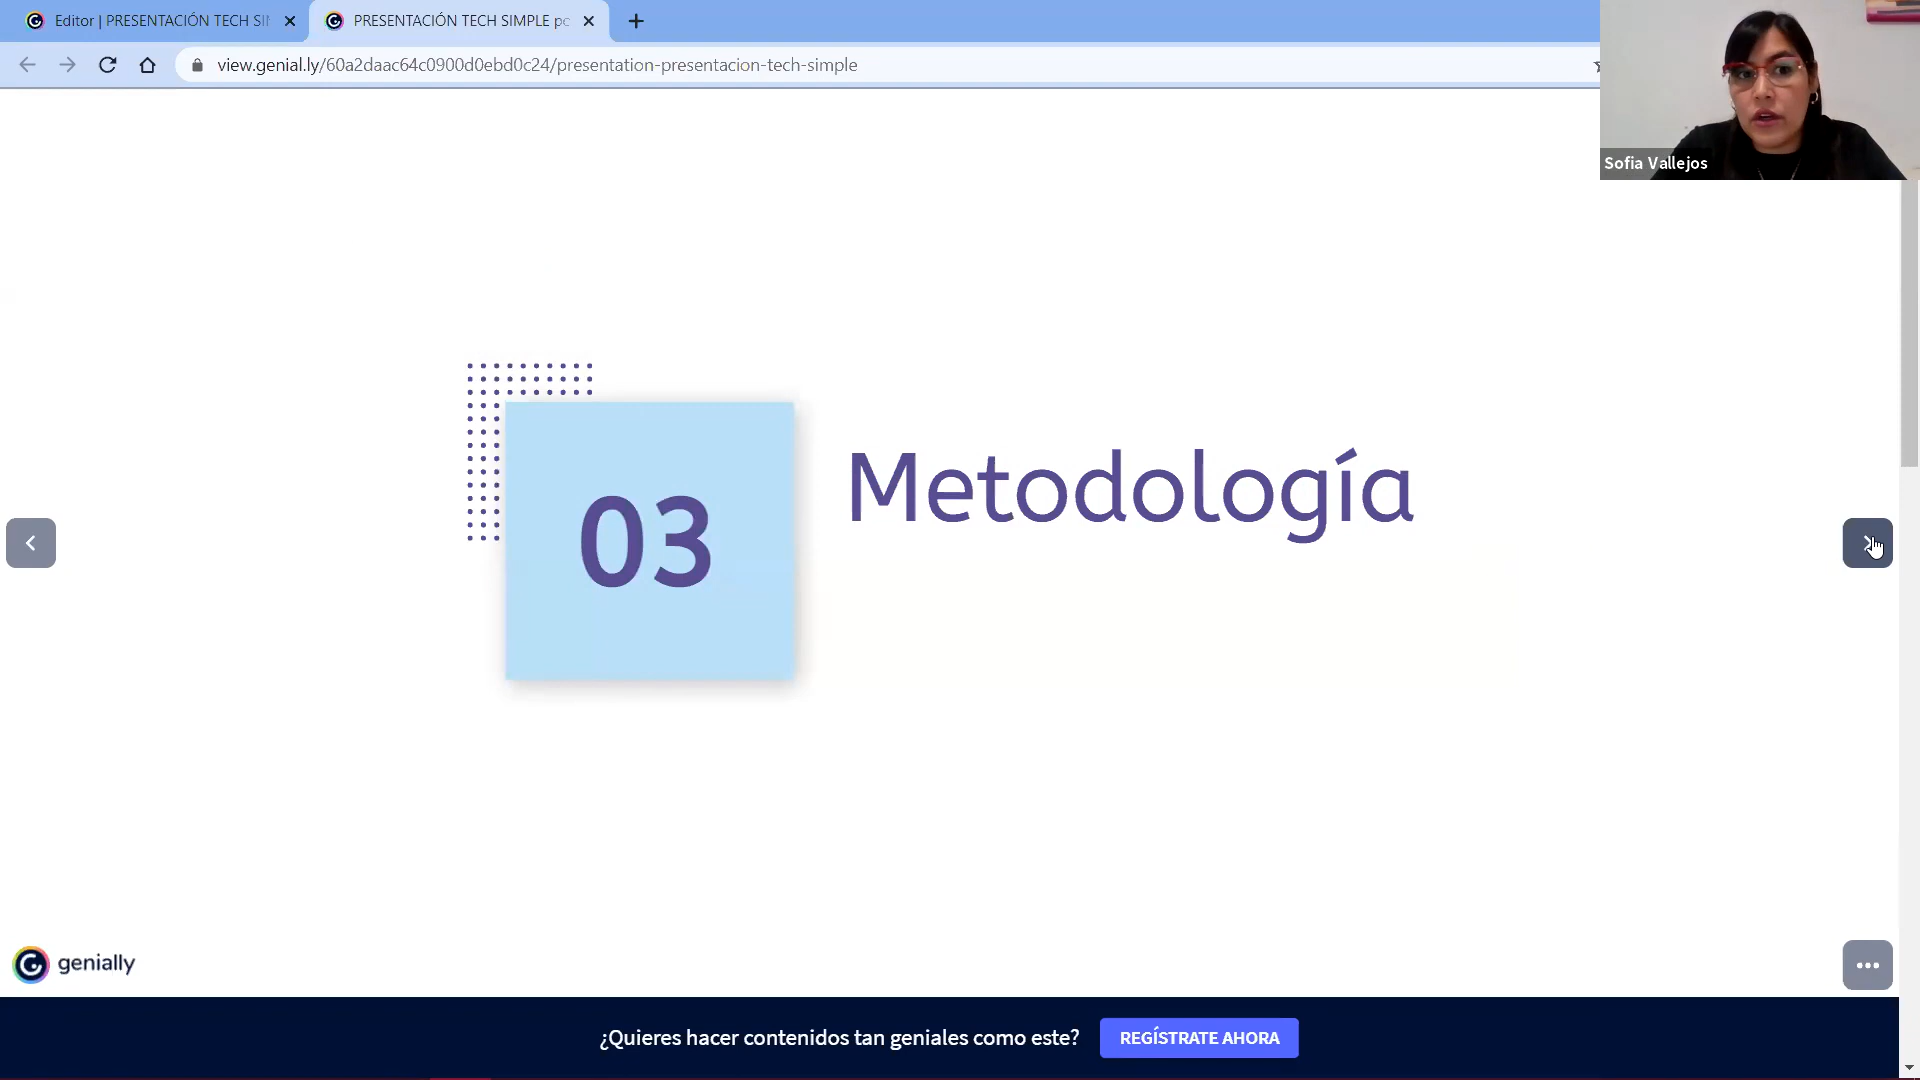 Editor | PRESENTACIÓN TECH SI
PRESENTACIÓN TECH SIMPLE po
view.genial.ly/60a2daac64c0900d0ebd0c24/presentation-presentacion-tech-simple
Sofia Vallejos
03
Metodología
genially
¿Quieres hacer contenidos tan geniales como este?
REGÍSTRATE AHORA